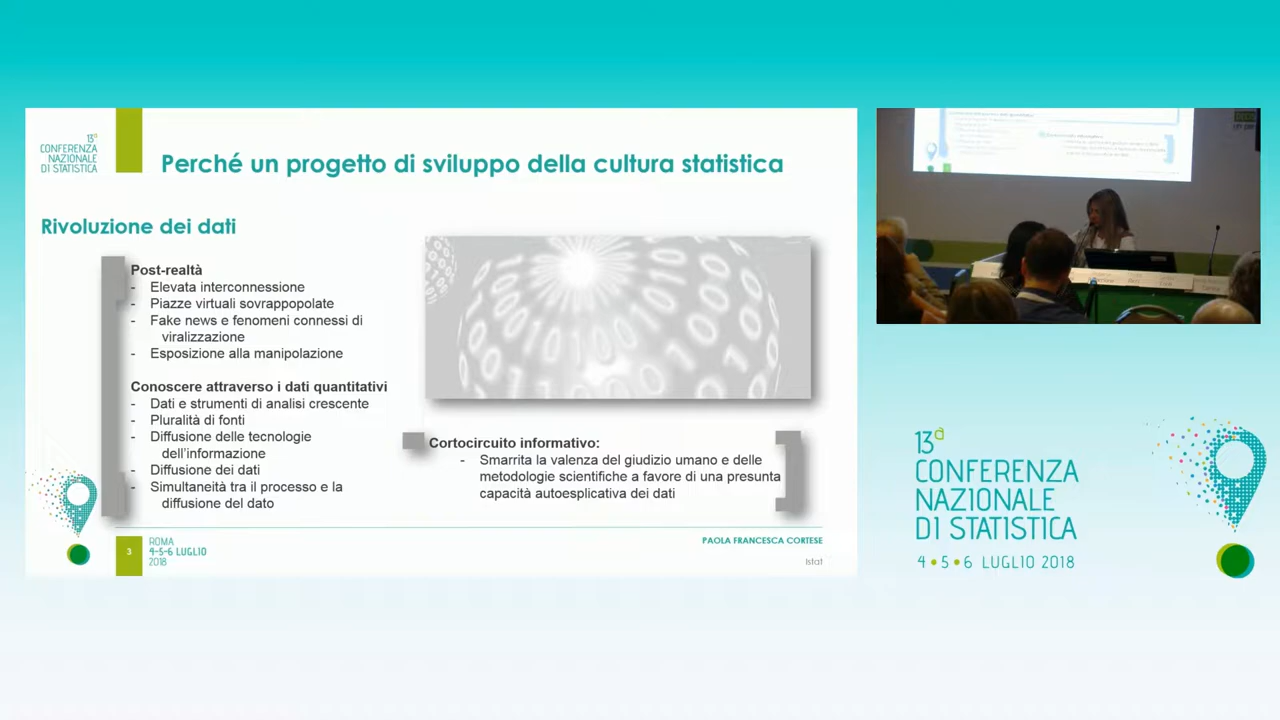 13ª
CONFERENZA
NAZIONALE
DI STATISTICA
Perché un progetto di sviluppo della cultura statistica
Rivoluzione dei dati
Post-realtà
- Elevata interconnessione
- Piazze virtuali sovrappopolate
- Fake news e fenomeni connessi di
viralizzazione
- Esposizione alla manipolazione
Conoscere attraverso i dati quantitativi
- Dati e strumenti di analisi crescente
- Pluralità di fonti
- Diffusione delle tecnologie
dell'informazione
- Diffusione dei dati
- Simultaneità tra il processo e la
diffusione del dato
Cortocircuito informativo:
- Smarrita la valenza del giudizio umano e delle
metodologie scientifiche a favore di una presunta
capacità autoesplicativa dei dati
3
ROMA
4-5-6 LUGLIO
2018
PAOLA FRANCESCA CORTESE
Istat
13ª
CONFERENZA
NAZIONALE
DI STATISTICA
4 • 5 • 6 LUGLIO 2018